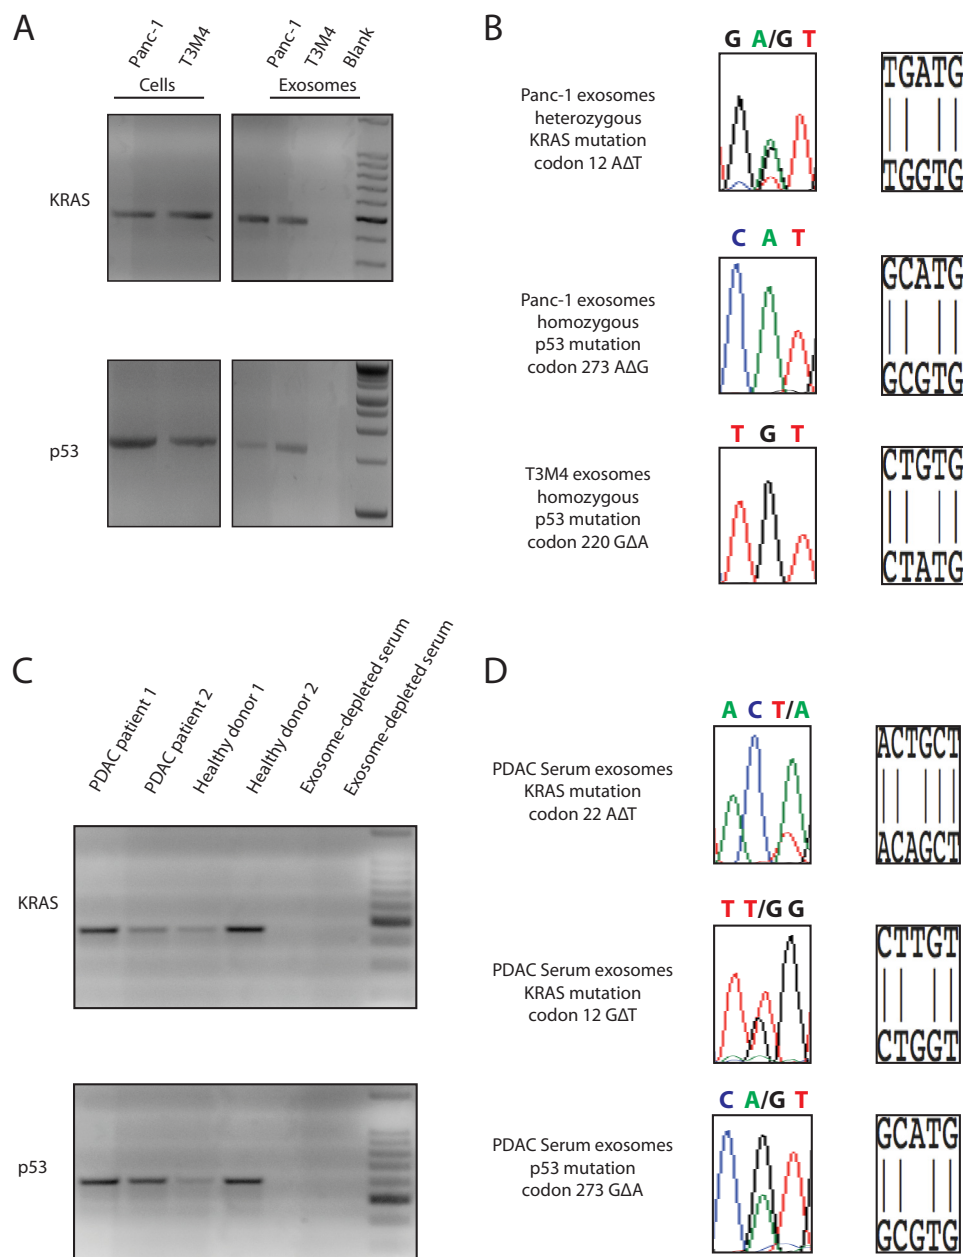 A
Panc-1
T3M4
Cells
Panc-1
T3M4
Blank
Exosomes
KRAS
p53
B
Panc-1 exosomes
heterozygous
KRAS mutation
codon 12 AΔT
G A/G T
TGATG
TGGTG
Panc-1 exosomes
homozygous
p53 mutation
codon 273 AΔG
C A T
GCATG
GCGTG
T3M4 exosomes
homozygous
p53 mutation
codon 220 GΔA
T G T
CTGTG
CTATG
C
PDAC patient 1
PDAC patient 2
Healthy donor 1
Healthy donor 2
Exosome-depleted serum
Exosome-depleted serum
KRAS
p53
D
PDAC Serum exosomes
KRAS mutation
codon 22 AΔT
A C T/A
ACTGCT
ACAGCT
PDAC Serum exosomes
KRAS mutation
codon 12 GΔT
T T/G G
CTTGT
CTGGT
PDAC Serum exosomes
p53 mutation
codon 273 GΔA
C A/G T
GCATG
GCGTG